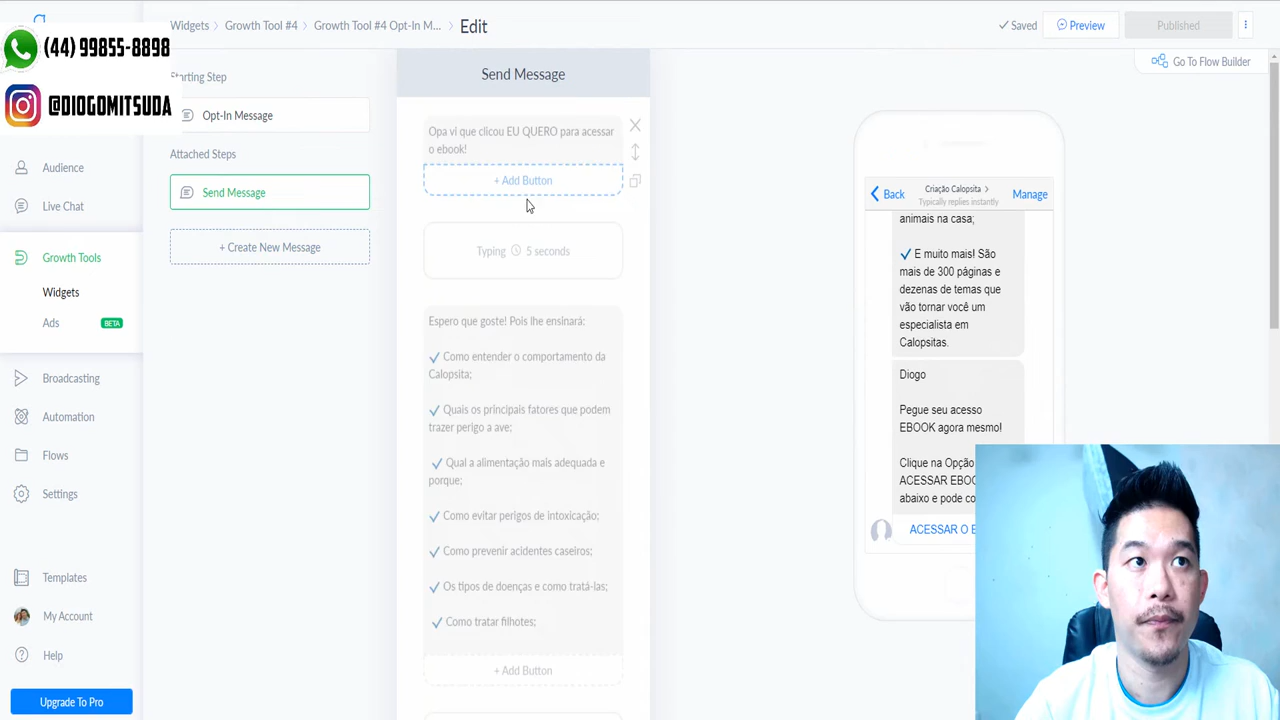 Widgets > Growth Tool #4 > Growth Tool #4 Opt-In M... > Edit
Saved
Preview
Published
(44) 99855-8898
@DIOGOMITSUDA
Go To Flow Builder
Audience
Live Chat
Growth Tools
Widgets
Ads BETA
Broadcasting
Automation
Flows
Settings
Templates
My Account
Help
Upgrade To Pro
Starting Step
Opt-In Message
Attached Steps
Send Message
+ Create New Message
Send Message
Opa vi que clicou EU QUERO para acessar
o ebook!
+ Add Button
Typing 5 seconds
Espero que goste! Pois lhe ensinará:
✓ Como entender o comportamento da
Calopsita;
✓ Quais os principais fatores que podem
trazer perigo a ave;
✓ Qual a alimentação mais adequada e
porque;
✓ Como evitar perigos de intoxicação;
✓ Como prevenir acidentes caseiros;
✓ Os tipos de doenças e como tratá-las;
✓ Como tratar filhotes;
+ Add Button
Back
Criação Calopsita >
Typically replies instantly
Manage
animais na casa;
✓ E muito mais! São
mais de 300 páginas e
dezenas de temas que
vão tornar você um
especialista em
Calopsitas.
Diogo
Pegue seu acesso
EBOOK agora mesmo!
Clique na Opção
ACESSAR
abaixo e pode
ACESSAR O